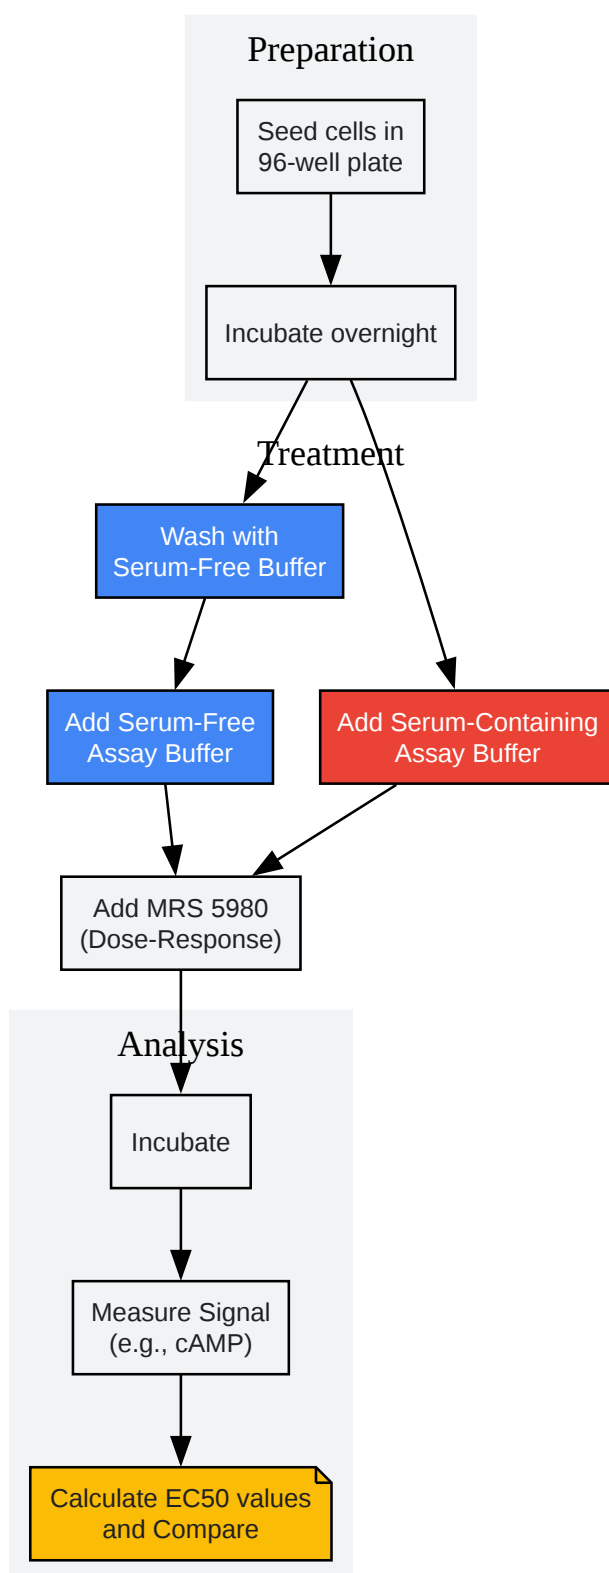 Preparation
Seed cells in
96-well plate
Incubate overnight
Treatment
Wash with
Serum-Free Buffer
Add Serum-Free
Assay Buffer
Add Serum-Containing
Assay Buffer
Add MRS 5980
(Dose-Response)
Analysis
Incubate
Measure Signal
(e.g., cAMP)
Calculate EC50 values
and Compare